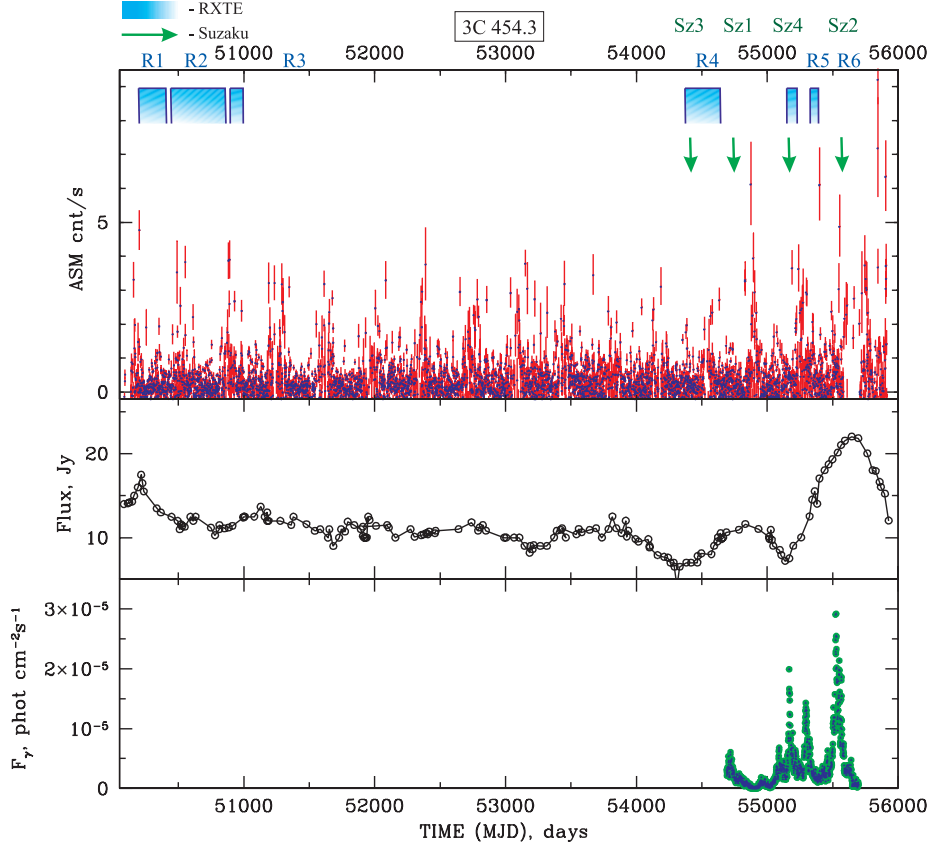 - RXTE
- Suzaku
3C 454.3
Sz3 Sz1 Sz4 Sz2
51000 52000 53000 54000 55000 56000
R1 R2 R3 R4 R5 R6
ASM cnt/s
5
0
Flux, Jy
20
10
Fγ, phot cm⁻²s⁻¹
3×10⁻⁵
2×10⁻⁵
10⁻⁵
0
51000 52000 53000 54000 55000 56000
TIME (MJD), days